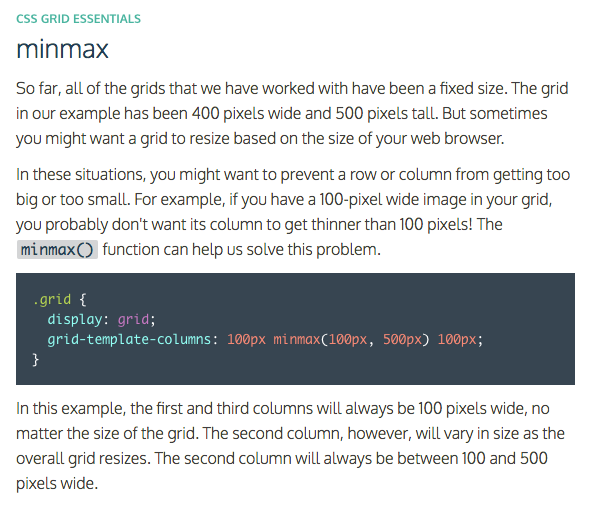 CSS GRID ESSENTIALS
minmax
So far, all of the grids that we have worked with have been a fixed size. The grid
in our example has been 400 pixels wide and 500 pixels tall. But sometimes
you might want a grid to resize based on the size of your web browser.
In these situations, you might want to prevent a row or column from getting too
big or too small. For example, if you have a 100-pixel wide image in your grid,
you probably don't want its column to get thinner than 100 pixels! The
minmax() function can help us solve this problem.
.grid {
  display: grid;
  grid-template-columns: 100px minmax(100px, 500px) 100px;
}
In this example, the first and third columns will always be 100 pixels wide, no
matter the size of the grid. The second column, however, will vary in size as the
overall grid resizes. The second column will always be between 100 and 500
pixels wide.